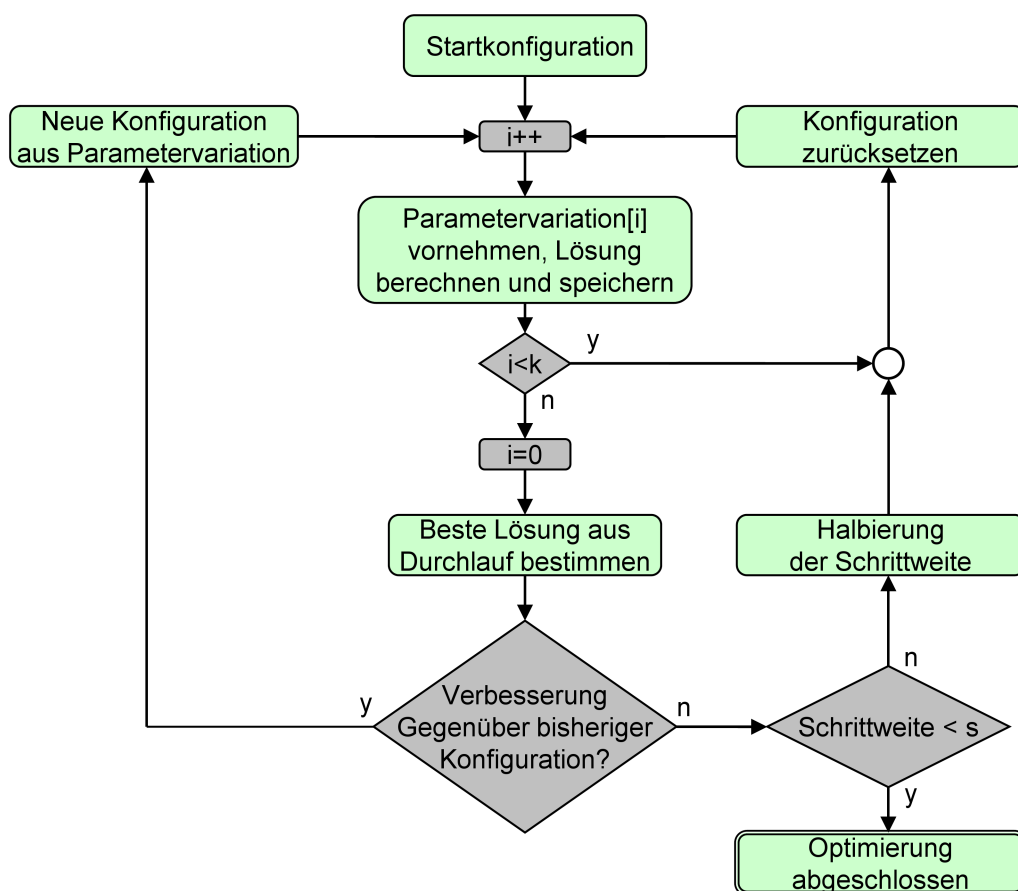 Startkonfiguration
Neue Konfiguration
aus Parametervariation
i++
Konfiguration
zurücksetzen
Parametervariation[i]
vornehmen, Lösung
berechnen und speichern
i<k
y
n
i=0
Beste Lösung aus
Durchlauf bestimmen
Halbierung
der Schrittweite
Verbesserung
Gegenüber bisheriger
Konfiguration?
y
n
Schrittweite < s
n
y
Optimierung
abgeschlossen